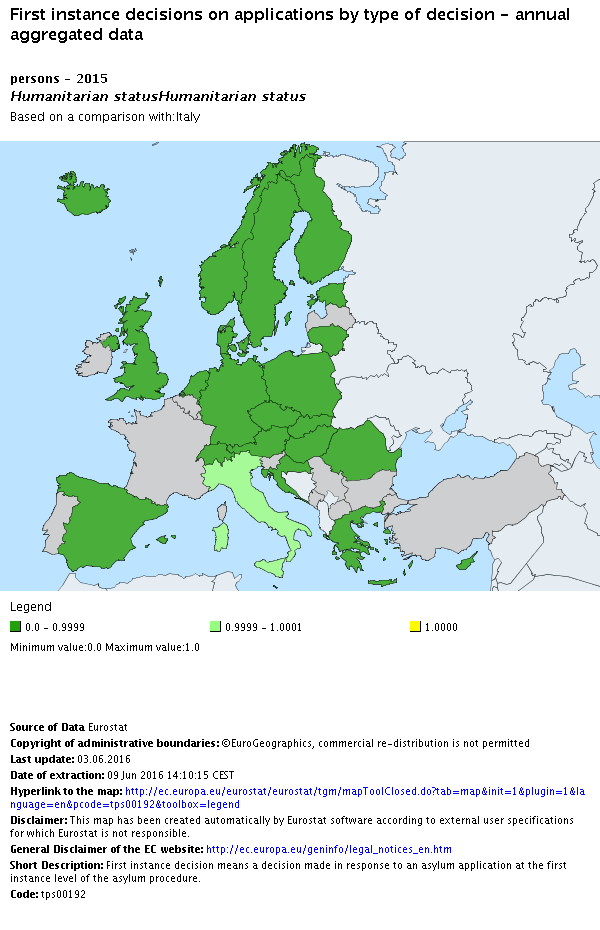 First instance decisions on applications by type of decision – annual
aggregated data
persons – 2015
Humanitarian statusHumanitarian status
Based on a comparison with:Italy
Legend
0.0 – 0.9999
0.9999 – 1.0001
1.0000
Minimum value:0.0 Maximum value:1.0
Source of Data Eurostat
Copyright of administrative boundaries: ©EuroGeographics, commercial re-distribution is not permitted
Last update: 03.06.2016
Date of extraction: 09 Jun 2016 14:10:15 CEST
Hyperlink to the map: http://ec.europa.eu/eurostat/eurostat/tgm/mapToolClosed.do?tab=map&init=1&plugin=1&la
nguage=en&pcode=tps00192&toolbox=legend
Disclaimer: This map has been created automatically by Eurostat software according to external user specifications
for which Eurostat is not responsible.
General Disclaimer of the EC website: http://ec.europa.eu/geninfo/legal_notices_en.htm
Short Description: First instance decision means a decision made in response to an asylum application at the first
instance level of the asylum procedure.
Code: tps00192